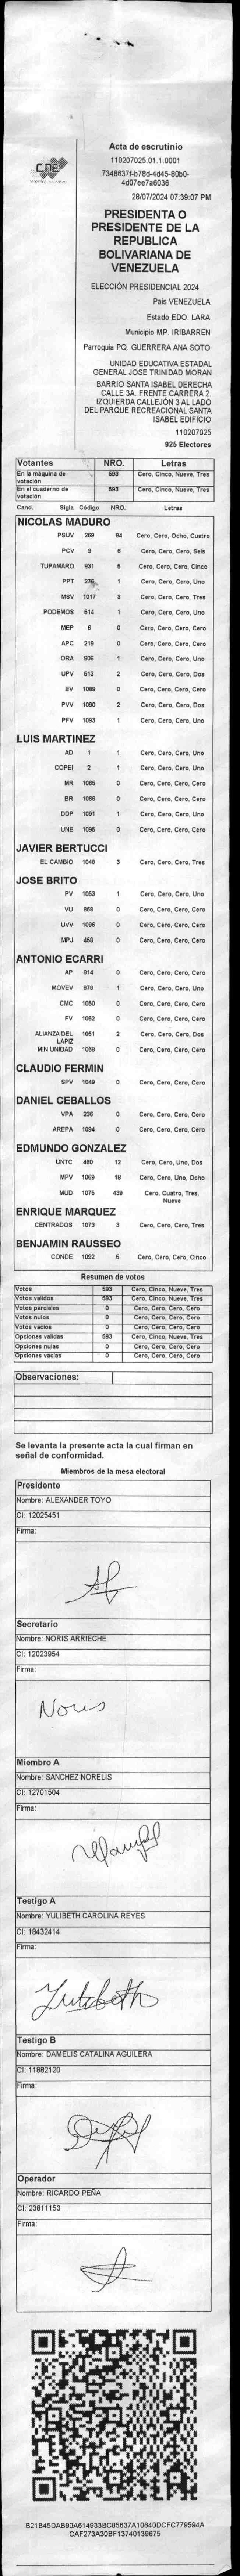 CNE
Acta de escrutinio
110207025.01.1.0001
7348637f-b78d-4d45-80b0-
4d07ee7a6036
28/07/2024 07:39:07 PM
PRESIDENTA O
PRESIDENTE DE LA
REPUBLICA
BOLIVARIANA DE
VENEZUELA
ELECCIÓN PRESIDENCIAL 2024
País VENEZUELA
Estado EDO. LARA
Municipio MP. IRIBARREN
Parroquia PQ. GUERRERA ANA SOTO
UNIDAD EDUCATIVA ESTADAL
GENERAL JOSE TRINIDAD MORAN
BARRIO SANTA ISABEL DERECHA
CALLE 3A. FRENTE CARRERA 2.
IZQUIERDA CALLEJÓN 3 AL LADO
DEL PARQUE RECREACIONAL SANTA
ISABEL EDIFICIO
110207025
925 Electores
Votantes NRO. Letras
En la máquina de votación 593 Cero, Cinco, Nueve, Tres
En el cuaderno de votación 593 Cero, Cinco, Nueve, Tres
Cand. Sigla Código NRO. Letras
NICOLAS MADURO
PSUV 269 84 Cero, Cero, Ocho, Cuatro
PCV 9 6 Cero, Cero, Cero, Seis
TUPAMARO 931 5 Cero, Cero, Cero, Cinco
PPT 276 1 Cero, Cero, Cero, Uno
MSV 1017 3 Cero, Cero, Cero, Tres
PODEMOS 514 1 Cero, Cero, Cero, Uno
MEP 6 0 Cero, Cero, Cero, Cero
APC 219 0 Cero, Cero, Cero, Cero
ORA 906 1 Cero, Cero, Cero, Uno
UPV 513 2 Cero, Cero, Cero, Dos
EV 1089 0 Cero, Cero, Cero, Cero
PVV 1090 2 Cero, Cero, Cero, Dos
PFV 1093 1 Cero, Cero, Cero, Uno
LUIS MARTINEZ
AD 1 1 Cero, Cero, Cero, Uno
COPEI 2 1 Cero, Cero, Cero, Uno
MR 1065 0 Cero, Cero, Cero, Cero
BR 1066 0 Cero, Cero, Cero, Cero
DDP 1091 1 Cero, Cero, Cero, Uno
UNE 1095 0 Cero, Cero, Cero, Cero
JAVIER BERTUCCI
EL CAMBIO 1048 3 Cero, Cero, Cero, Tres
JOSE BRITO
PV 1053 1 Cero, Cero, Cero, Uno
VU 868 0 Cero, Cero, Cero, Cero
UVV 1096 0 Cero, Cero, Cero, Cero
MPJ 458 0 Cero, Cero, Cero, Cero
ANTONIO ECARRI
AP 914 0 Cero, Cero, Cero, Cero
MOVEV 678 1 Cero, Cero, Cero, Uno
CMC 1050 0 Cero, Cero, Cero, Cero
FV 1062 0 Cero, Cero, Cero, Cero
ALIANZA DEL LAPIZ 1051 2 Cero, Cero, Cero, Dos
MIN UNIDAD 1068 0 Cero, Cero, Cero, Cero
CLAUDIO FERMIN
SPV 1049 0 Cero, Cero, Cero, Cero
DANIEL CEBALLOS
VPA 236 0 Cero, Cero, Cero, Cero
AREPA 1094 0 Cero, Cero, Cero, Cero
EDMUNDO GONZALEZ
UNTC 460 12 Cero, Cero, Uno, Dos
MPV 1069 18 Cero, Cero, Uno, Ocho
MUD 1075 439 Cero, Cuatro, Tres, Nueve
ENRIQUE MARQUEZ
CENTRADOS 1073 3 Cero, Cero, Cero, Tres
BENJAMIN RAUSSEO
CONDE 1092 5 Cero, Cero, Cero, Cinco
Resumen de votos
Votos 593 Cero, Cinco, Nueve, Tres
Votos validos 593 Cero, Cinco, Nueve, Tres
Votos parciales 0 Cero, Cero, Cero, Cero
Votos nulos 0 Cero, Cero, Cero, Cero
Votos vacios 0 Cero, Cero, Cero, Cero
Opciones validas 593 Cero, Cinco, Nueve, Tres
Opciones nulas 0 Cero, Cero, Cero, Cero
Opciones vacias 0 Cero, Cero, Cero, Cero
Observaciones:
Se levanta la presente acta la cual firman en
señal de conformidad.
Miembros de la mesa electoral
Presidente
Nombre: ALEXANDER TOYO
CI: 12025451
Firma:
Secretario
Nombre: NORIS ARRIECHE
CI: 12023954
Firma:
Noris
Miembro A
Nombre: SANCHEZ NORELIS
CI: 12701504
Firma:
Testigo A
Nombre: YULIBETH CAROLINA REYES
CI: 18432414
Firma:
Yulibeth
Testigo B
Nombre: DAMELIS CATALINA AGUILERA
CI: 11882120
Firma:
Operador
Nombre: RICARDO PEÑA
CI: 23811153
Firma:
B21B45DAB90A614933BC05637A10640DCFC779594A
CAF273A30BF13740139675